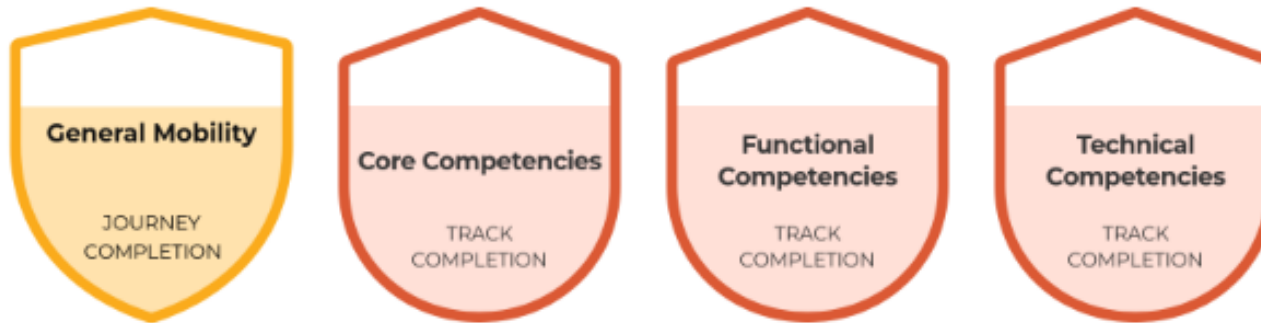 General Mobility
JOURNEY
COMPLETION
Core Competencies
TRACK
COMPLETION
Functional
Competencies
TRACK
COMPLETION
Technical
Competencies
TRACK
COMPLETION